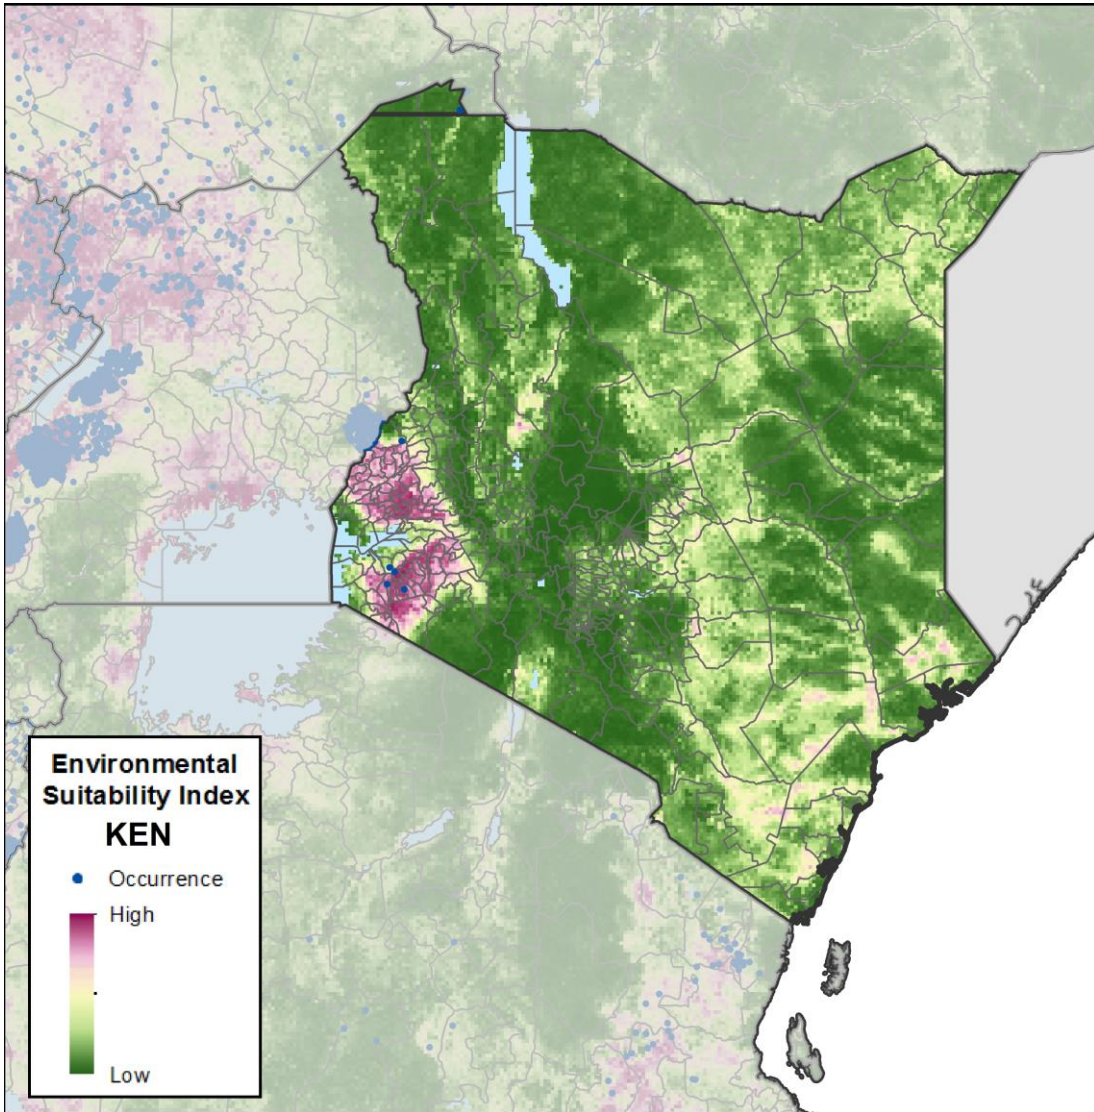 Environmental
Suitability Index
KEN
Occurrence
High
Low